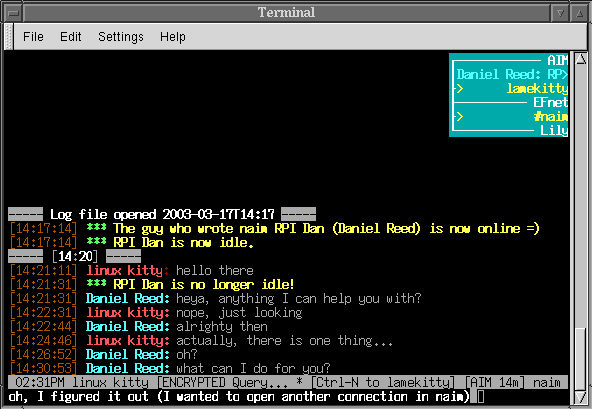 Terminal
File Edit Settings Help
AIM
Daniel Reed: RP>
> lamekitty
EFnet
> #naim
Lily
===== Log file opened 2003-03-17T14:17 =====
[14:17:14] *** The guy who wrote naim RPI Dan (Daniel Reed) is now online =)
[14:17:14] *** RPI Dan is now idle.
===== [14:20] =====
[14:21:11] linux kitty: hello there
[14:21:31] *** RPI Dan is no longer idle!
[14:21:31] Daniel Reed: heya, anything I can help you with?
[14:22:31] linux kitty: nope, just looking
[14:22:44] Daniel Reed: alrighty then
[14:24:46] linux kitty: actually, there is one thing...
[14:26:52] Daniel Reed: oh?
[14:30:53] Daniel Reed: what can I do for you?
02:31PM linux kitty [ENCRYPTED Query... * [Ctrl-N to lamekitty] [AIM 14m] naim
oh, I figured it out (I wanted to open another connection in naim)